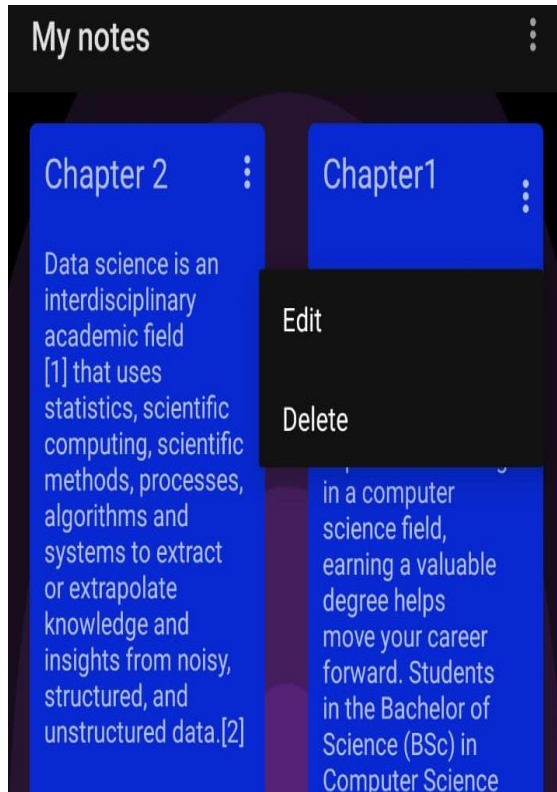 My notes
Chapter 2
Data science is an
interdisciplinary
academic field
[1] that uses
statistics, scientific
computing, scientific
methods, processes,
algorithms and
systems to extract
or extrapolate
knowledge and
insights from noisy,
structured, and
unstructured data.[2]
Chapter1
Edit
Delete
in a computer
science field,
earning a valuable
degree helps
move your career
forward. Students
in the Bachelor of
Science (BSc) in
Computer Science